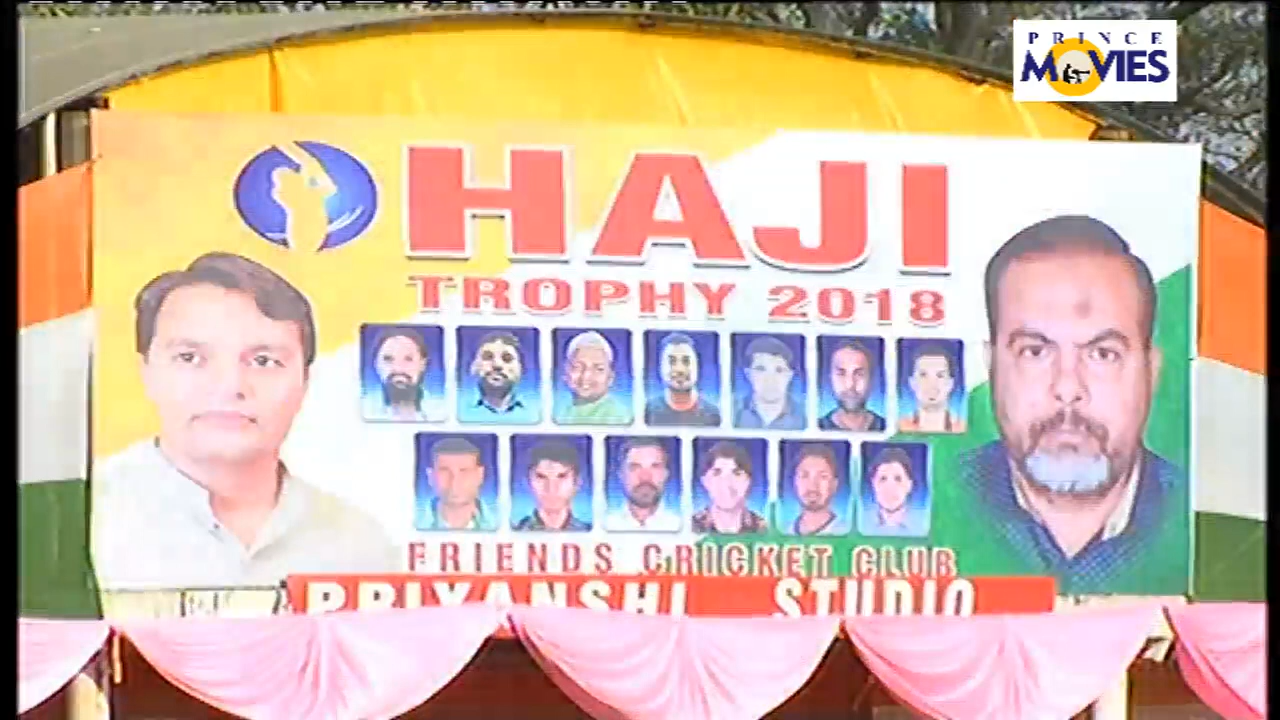 PRINCE
MOVIES
HAJI
TROPHY 2018
FRIENDS CRICKET CLUB
PRIYANSHI STUDIO